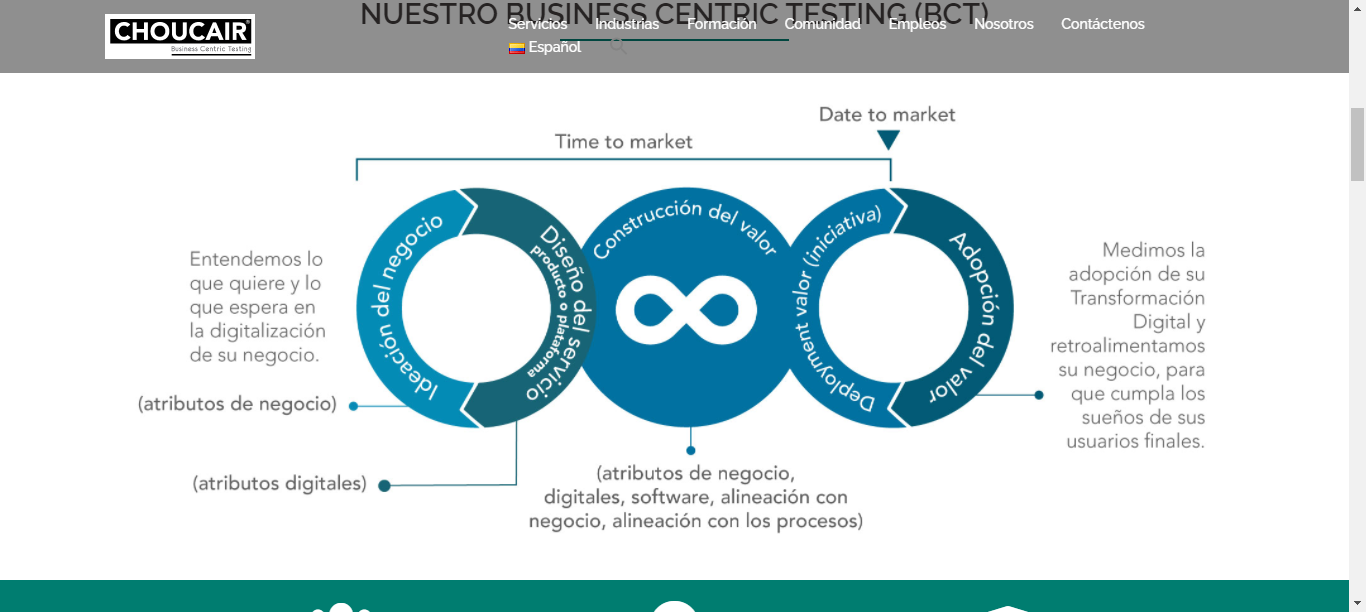 NUESTRO BUSINESS CENTRIC TESTING (BCT)
CHOUCAIR
Business Centric Testing
Servicios Industrias Formación Comunidad Empleos Nosotros Contáctenos
Español
Date to market
Time to market
Entendemos lo
que quiere y lo
que espera en
la digitalización
de su negocio.
(atributos de negocio)
(atributos digitales)
Ideación del negocio
Diseño del servicio
producto o plataforma
Construcción del valor
(atributos de negocio,
digitales, software, alineación con
negocio, alineación con los procesos)
Deployment valor (iniciativa)
Adopción del valor
Medimos la
adopción de su
Transformación
Digital y
retroalimentamos
su negocio, para
que cumpla los
sueños de sus
usuarios finales.